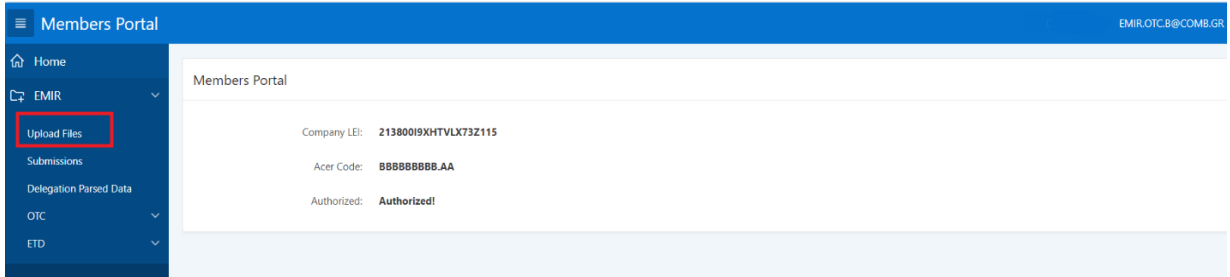 Members Portal
EMIR.OTC.B@COMB.GR
Home
EMIR
Upload Files
Submissions
Delegation Parsed Data
OTC
ETD
Members Portal
Company LEI: 213800I9XHTVLX73Z115
Acer Code: BBBBBBBBB.AA
Authorized: Authorized!